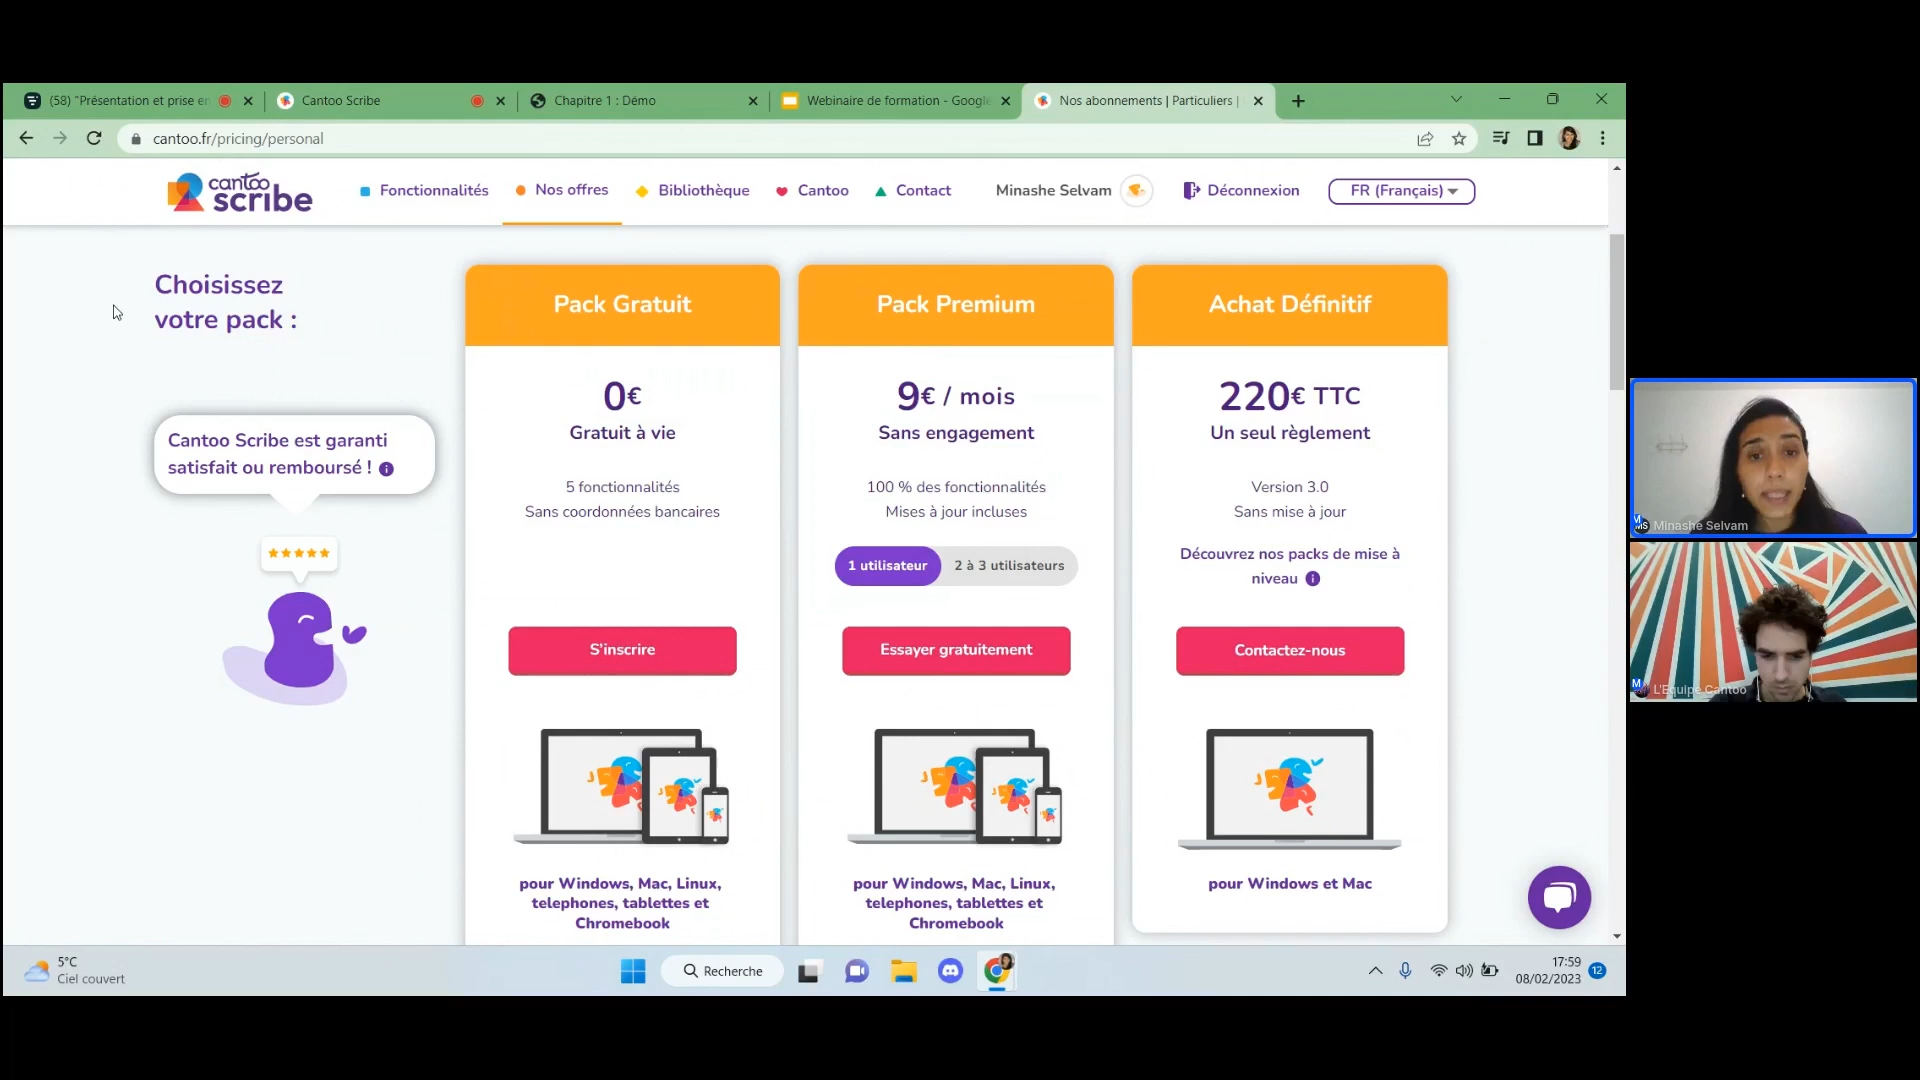 (58) "Présentation et prise en
Cantoo Scribe
Chapitre 1 : Démo
Webinaire de formation - Google
Nos abonnements | Particuliers |
cantoo.fr/pricing/personal
cantoo
scribe
Fonctionnalités
Nos offres
Bibliothèque
Cantoo
Contact
Minashe Selvam
Déconnexion
FR (Français)
Choisissez
votre pack :
Cantoo Scribe est garanti
satisfait ou remboursé !
Pack Gratuit
0€
Gratuit à vie
5 fonctionnalités
Sans coordonnées bancaires
S'inscrire
pour Windows, Mac, Linux,
telephones, tablettes et
Chromebook
Pack Premium
9€ / mois
Sans engagement
100 % des fonctionnalités
Mises à jour incluses
1 utilisateur
2 à 3 utilisateurs
Essayer gratuitement
pour Windows, Mac, Linux,
telephones, tablettes et
Chromebook
Achat Définitif
220€ TTC
Un seul règlement
Version 3.0
Sans mise à jour
Découvrez nos packs de mise à
niveau
Contactez-nous
pour Windows et Mac
Minashe Selvam
L'Equipe Cantoo
5°C
Ciel couvert
Recherche
17:59
08/02/2023
12